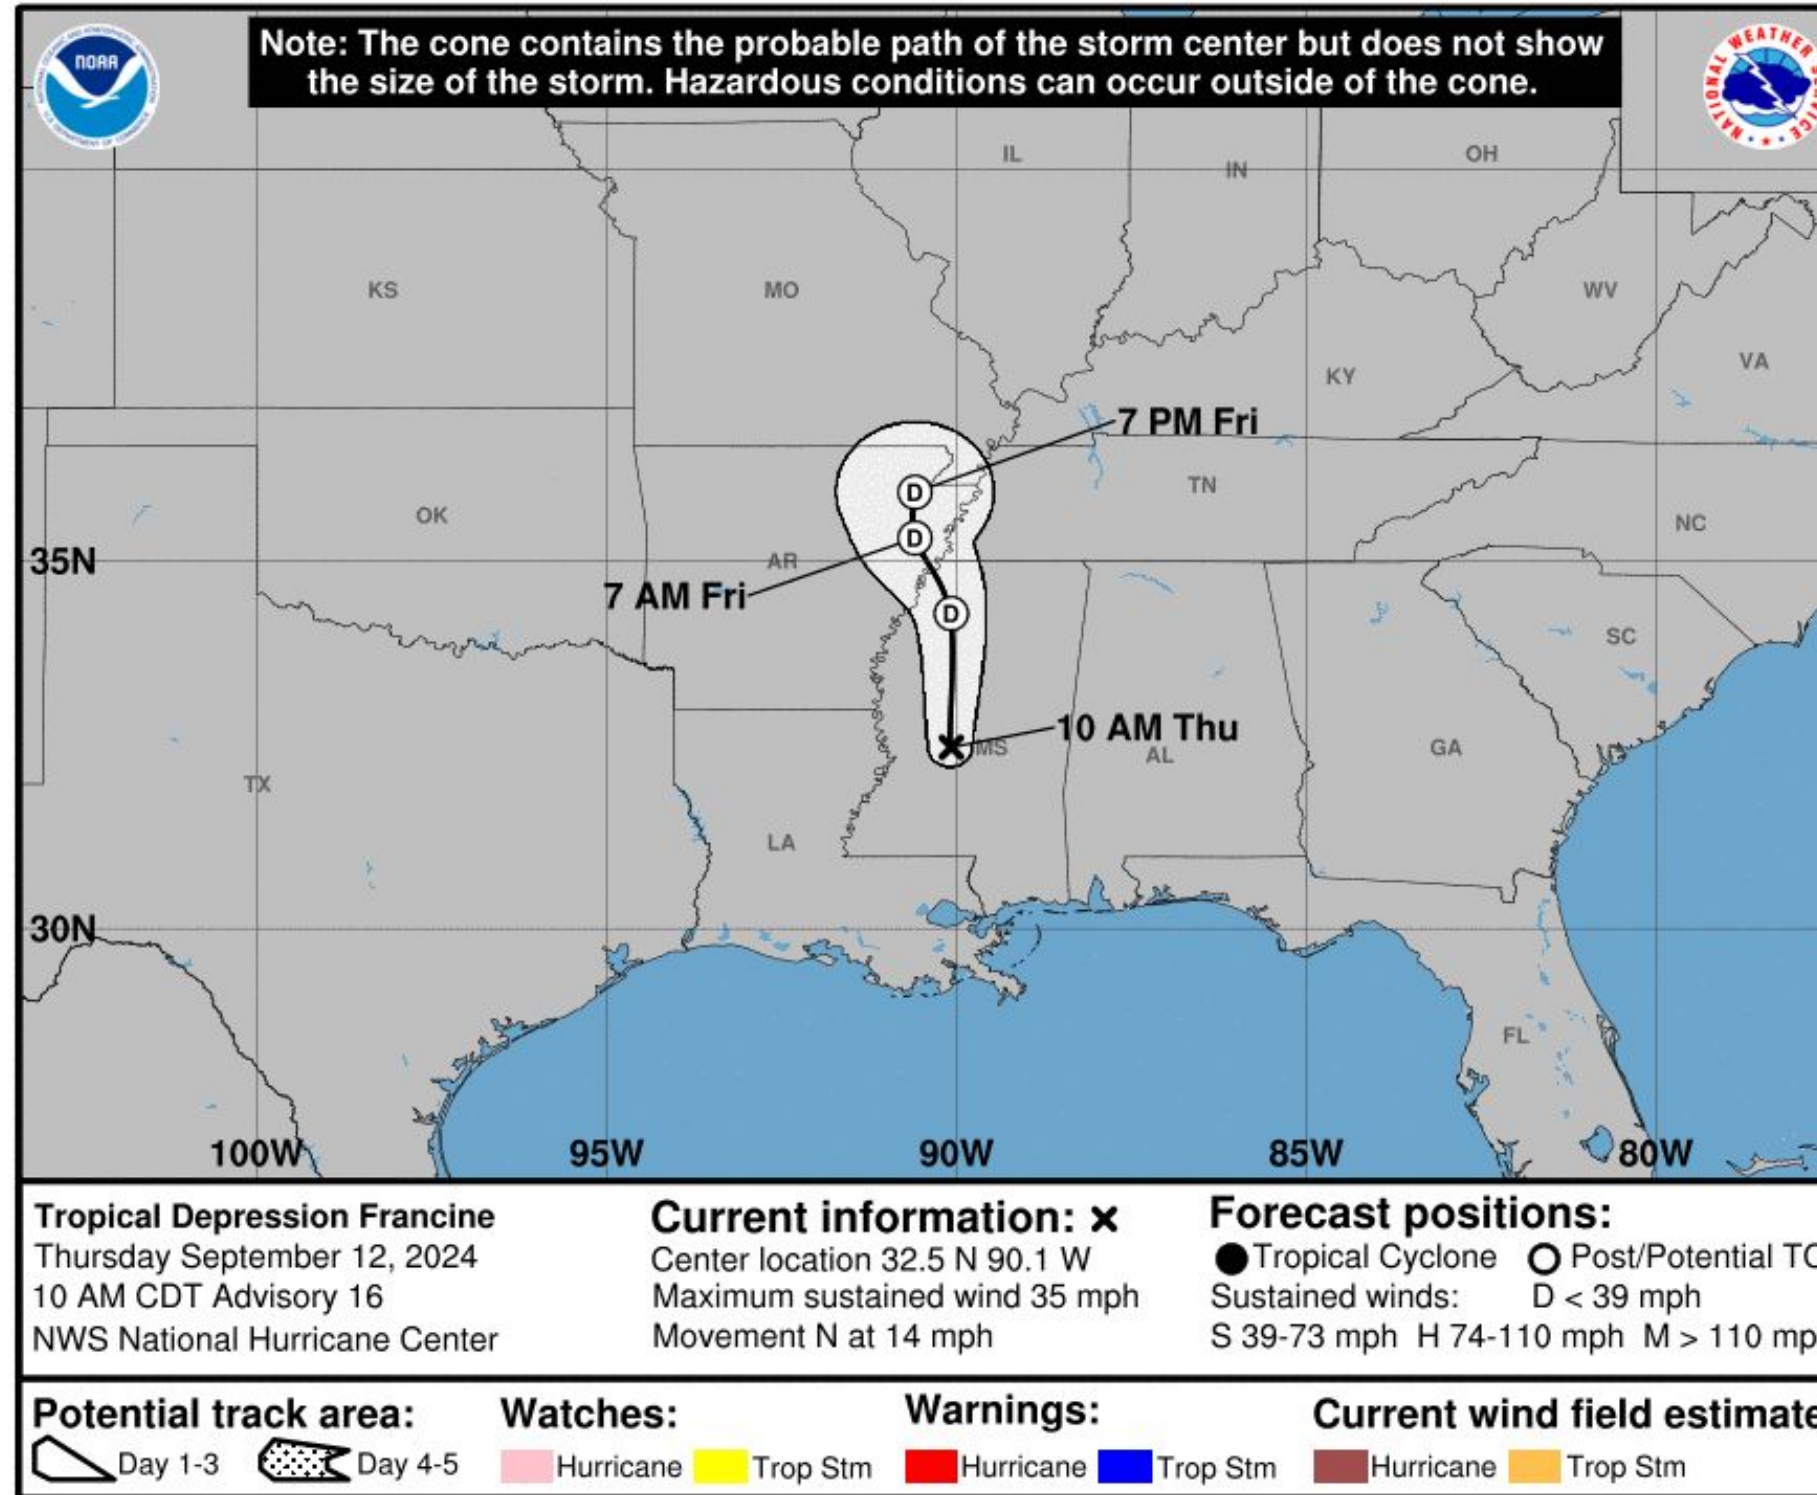 Note: The cone contains the probable path of the storm center but does not show
the size of the storm. Hazardous conditions can occur outside of the cone.
NOAA
NATIONAL WEATHER SERVICE
IL
IN
OH
KS
MO
WV
KY
VA
7 PM Fri
TN
OK
NC
D
D
35N
AR
7 AM Fri
D
SC
10 AM Thu
MS
AL
GA
TX
LA
30N
FL
100W
95W
90W
85W
80W
Tropical Depression Francine
Thursday September 12, 2024
10 AM CDT Advisory 16
NWS National Hurricane Center
Current information: ×
Center location 32.5 N 90.1 W
Maximum sustained wind 35 mph
Movement N at 14 mph
Forecast positions:
Tropical Cyclone Post/Potential TC
Sustained winds: D < 39 mph
S 39-73 mph H 74-110 mph M > 110 mp
Potential track area:
Day 1-3 Day 4-5
Watches:
Hurricane Trop Stm
Warnings:
Hurricane Trop Stm
Current wind field estimate
Hurricane Trop Stm